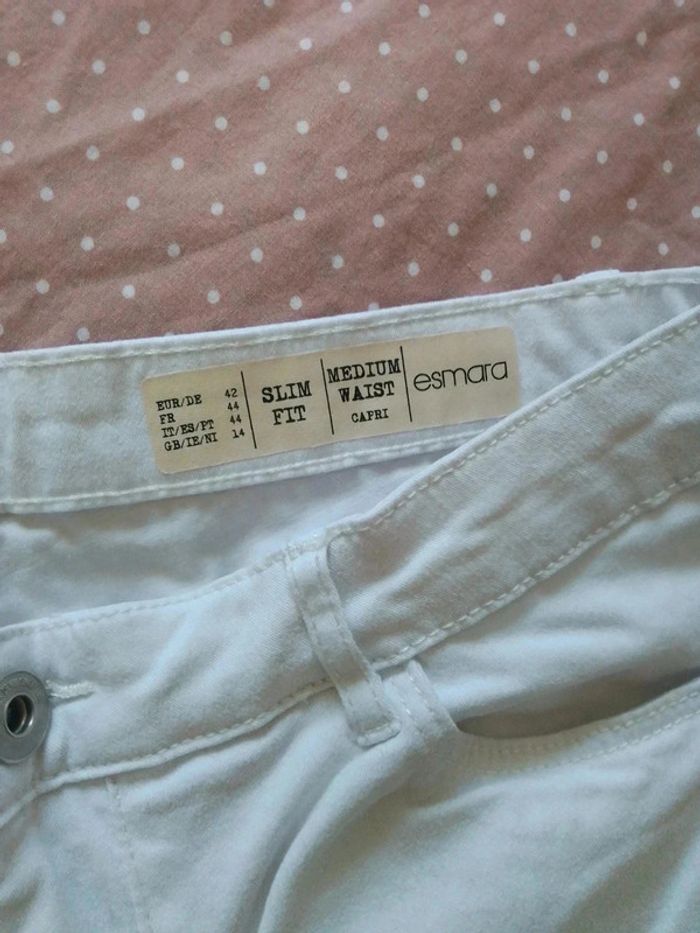 EUR/DE 42
FR 44
IT/ES/PT 44
GB/IE/NI 14
SLIM
FIT
MEDIUM
WAIST
CAPRI
esmara